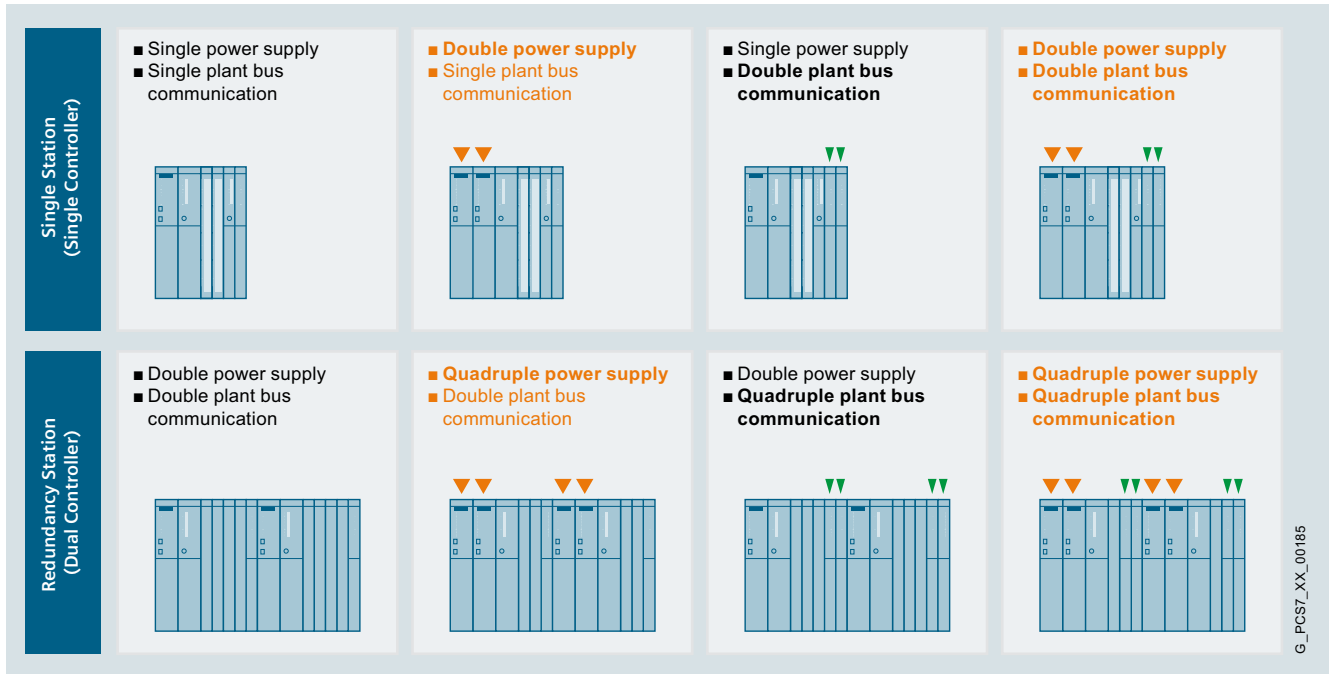 Single Station
(Single Controller)
■ Single power supply
■ Single plant bus
communication
■ Double power supply
■ Single plant bus
communication
■ Single power supply
■ Double plant bus
communication
■ Double power supply
■ Double plant bus
communication
Redundancy Station
(Dual Controller)
■ Double power supply
■ Double plant bus
communication
■ Quadruple power supply
■ Double plant bus
communication
■ Double power supply
■ Quadruple plant bus
communication
■ Quadruple power supply
■ Quadruple plant bus
communication
G_PCS7_XX_00185